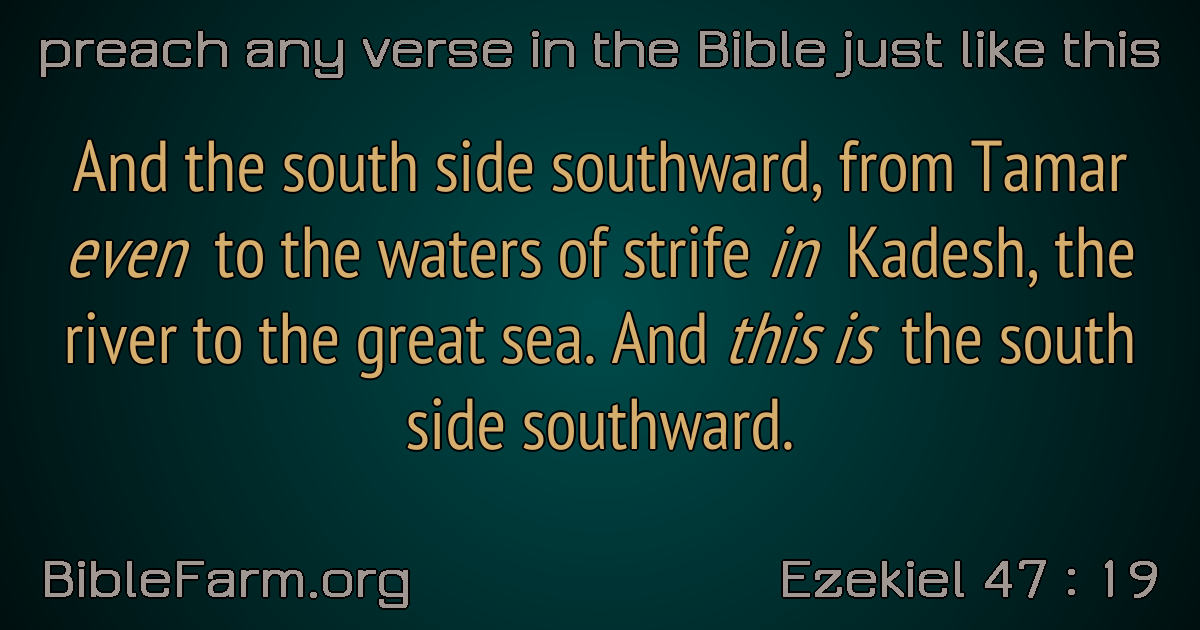 preach any verse in the Bible just like this
And the south side southward, from Tamar
even to the waters of strife in Kadesh, the
river to the great sea. And this is the south
side southward.
BibleFarm.org
Ezekiel 47 : 19